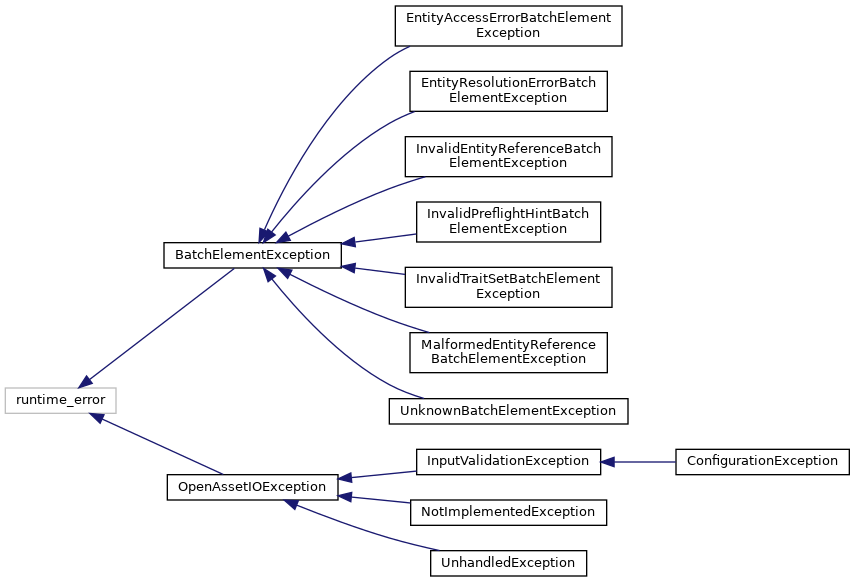 EntityAccessErrorBatchElement
Exception
EntityResolutionErrorBatch
ElementException
InvalidEntityReferenceBatch
ElementException
InvalidPreflightHintBatch
ElementException
BatchElementException
InvalidTraitSetBatchElement
Exception
MalformedEntityReference
BatchElementException
runtime_error
UnknownBatchElementException
InputValidationException
ConfigurationException
OpenAssetIOException
NotImplementedException
UnhandledException